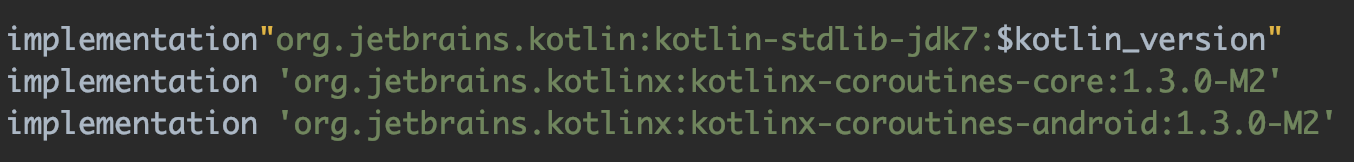 implementation"org.jetbrains.kotlin:kotlin-stdlib-jdk7:$kotlin_version"
implementation 'org.jetbrains.kotlinx:kotlinx-coroutines-core:1.3.0-M2'
implementation 'org.jetbrains.kotlinx:kotlinx-coroutines-android:1.3.0-M2'